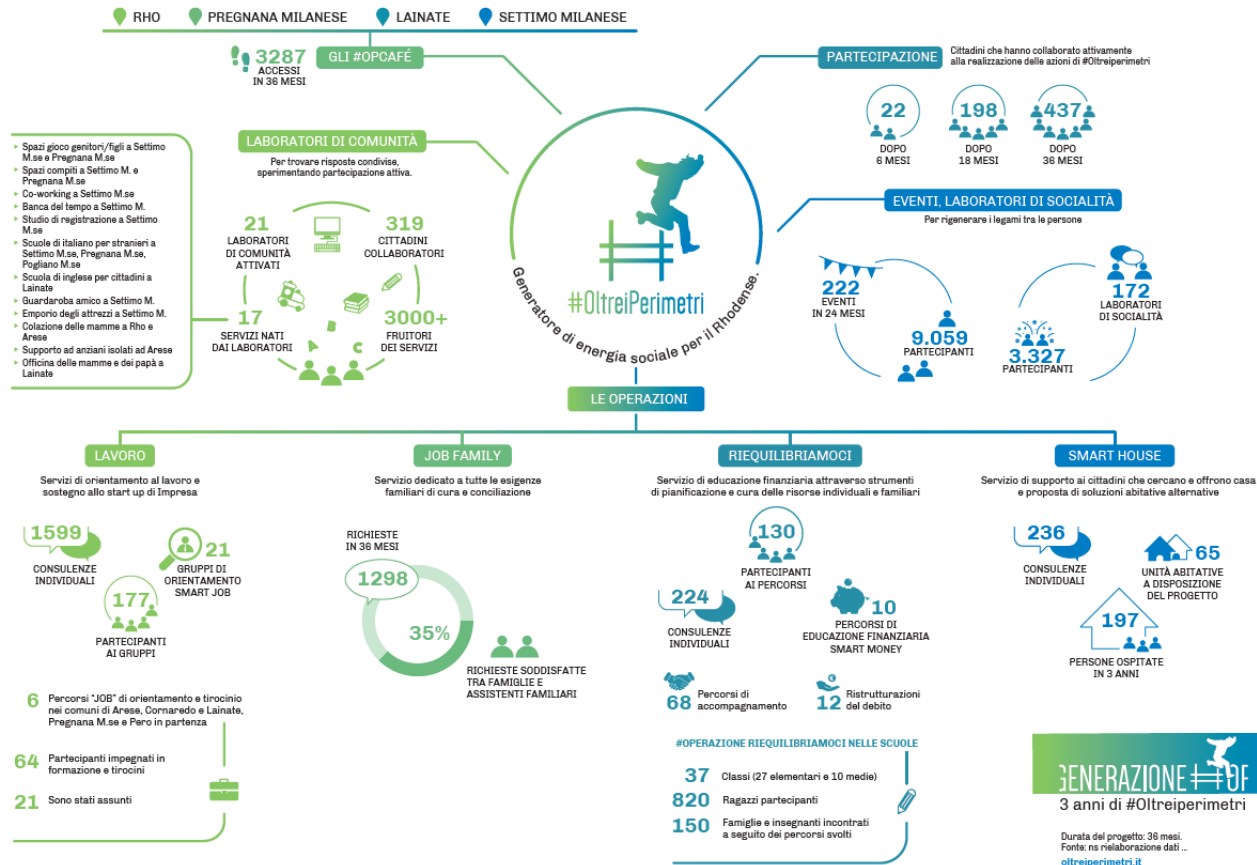 RHO
PREGNANA MILANESE
LAINATE
SETTIMO MILANESE
3287
ACCESSI
IN 36 MESI
GLI #OPCAFÉ
LABORATORI DI COMUNITÀ
Per trovare risposte condivise,
sperimentando partecipazione attiva.
21
LABORATORI
DI COMUNITÀ
ATTIVATI
319
CITTADINI
COLLABORATORI
17
SERVIZI NATI
DAI LABORATORI
3000+
FRUITORI
DEI SERVIZI
A
B
C
Spazi gioco genitori/figli a Settimo
M.se e Pregnana M.se
Spazi compiti a Settimo M. e
Pregnana M.se
Co-working a Settimo M.se
Banca del tempo a Settimo M.
Studio di registrazione a Settimo
M.se
Scuole di italiano per stranieri a
Settimo M.se, Pregnana M.se,
Pogliano M.se
Scuola di inglese per cittadini a
Lainate
Guardaroba amico a Settimo M.
Emporio degli attrezzi a Settimo M.
Colazione delle mamme a Rho e
Arese
Supporto ad anziani isolati ad Arese
Officina delle mamme e dei papà a
Lainate
#OltreiPerimetri
Generatore di energia sociale per il Rhodense.
PARTECIPAZIONE
Cittadini che hanno collaborato attivamente
alla realizzazione delle azioni di #Oltreiperimetri
22
DOPO
6 MESI
198
DOPO
18 MESI
437
DOPO
36 MESI
EVENTI, LABORATORI DI SOCIALITÀ
Per rigenerare i legami tra le persone
222
EVENTI
IN 24 MESI
9.059
PARTECIPANTI
172
LABORATORI
DI SOCIALITÀ
3.327
PARTECIPANTI
LE OPERAZIONI
LAVORO
Servizi di orientamento al lavoro e
sostegno allo start up di Impresa
1599
CONSULENZE
INDIVIDUALI
21
GRUPPI DI
ORIENTAMENTO
SMART JOB
177
PARTECIPANTI
AI GRUPPI
6 Percorsi "JOB" di orientamento e tirocinio
nei comuni di Arese, Cornaredo e Lainate,
Pregnana M.se e Pero in partenza
64 Partecipanti impegnati in
formazione e tirocini
21 Sono stati assunti
JOB FAMILY
Servizio dedicato a tutte le esigenze
familiari di cura e conciliazione
RICHIESTE
IN 36 MESI
1298
35%
RICHIESTE SODDISFATTE
TRA FAMIGLIE E
ASSISTENTI FAMILIARI
RIEQUILIBRIAMOCI
Servizio di educazione finanziaria attraverso strumenti
di pianificazione e cura delle risorse individuali e familiari
130
PARTECIPANTI
AI PERCORSI
224
CONSULENZE
INDIVIDUALI
10
PERCORSI DI
EDUCAZIONE FINANZIARIA
SMART MONEY
68 Percorsi di
accompagnamento
12 Ristrutturazioni
del debito
#OPERAZIONE RIEQUILIBRIAMOCI NELLE SCUOLE
37 Classi (27 elementari e 10 medie)
820 Ragazzi partecipanti
150 Famiglie e insegnanti incontrati
a seguito dei percorsi svolti
SMART HOUSE
Servizio di supporto ai cittadini che cercano e offrono casa
e proposta di soluzioni abitative alternative
236
CONSULENZE
INDIVIDUALI
65
UNITÀ ABITATIVE
A DISPOSIZIONE
DEL PROGETTO
197
PERSONE OSPITATE
IN 3 ANNI
GENERAZIONE #OP
3 anni di #Oltreiperimetri
Durata del progetto: 36 mesi.
Fonte: ns rielaborazione dati ...
oltreiperimetri.it